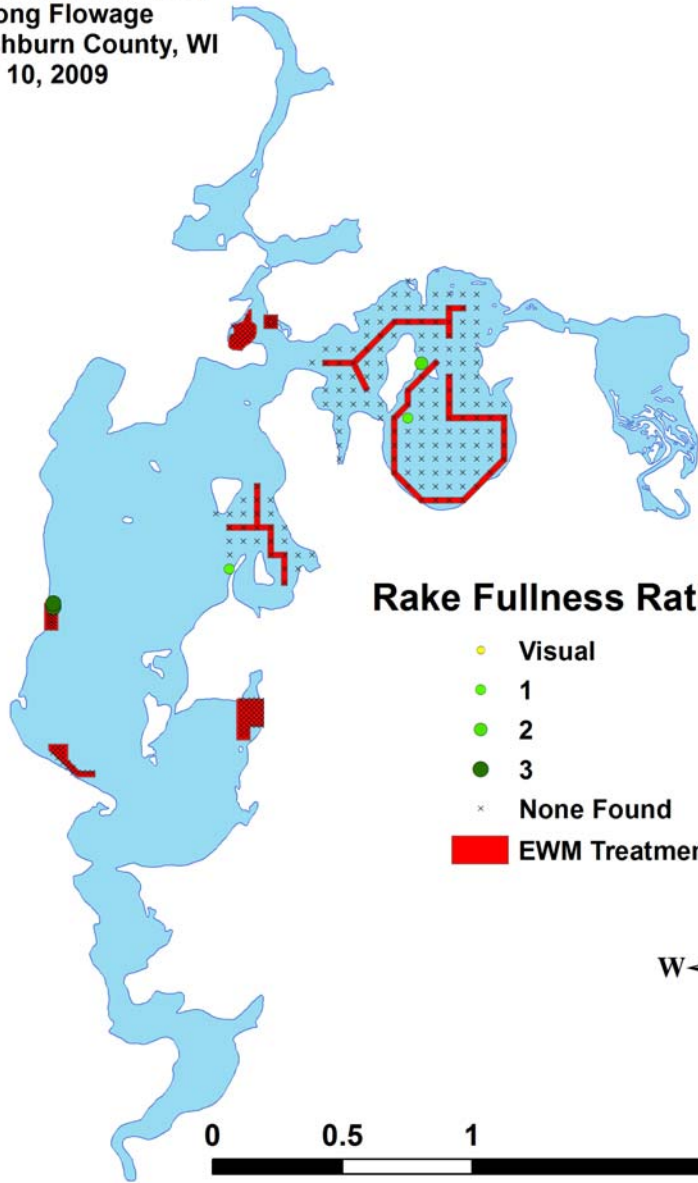 ong Flowage
hburn County, WI
10, 2009
Rake Fullness Rat
Visual
1
2
3
None Found
EWM Treatmen
W
0 0.5 1